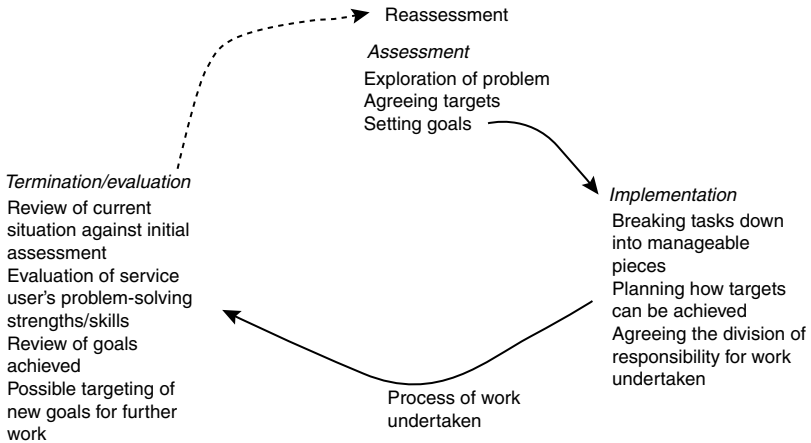 Reassessment
Assessment
Exploration of problem
Agreeing targets
Setting goals
Implementation
Breaking tasks down
into manageable
pieces
Planning how targets
can be achieved
Agreeing the division of
responsibility for work
undertaken
Process of work
undertaken
Termination/evaluation
Review of current
situation against initial
assessment
Evaluation of service
user's problem-solving
strengths/skills
Review of goals
achieved
Possible targeting of
new goals for further
work